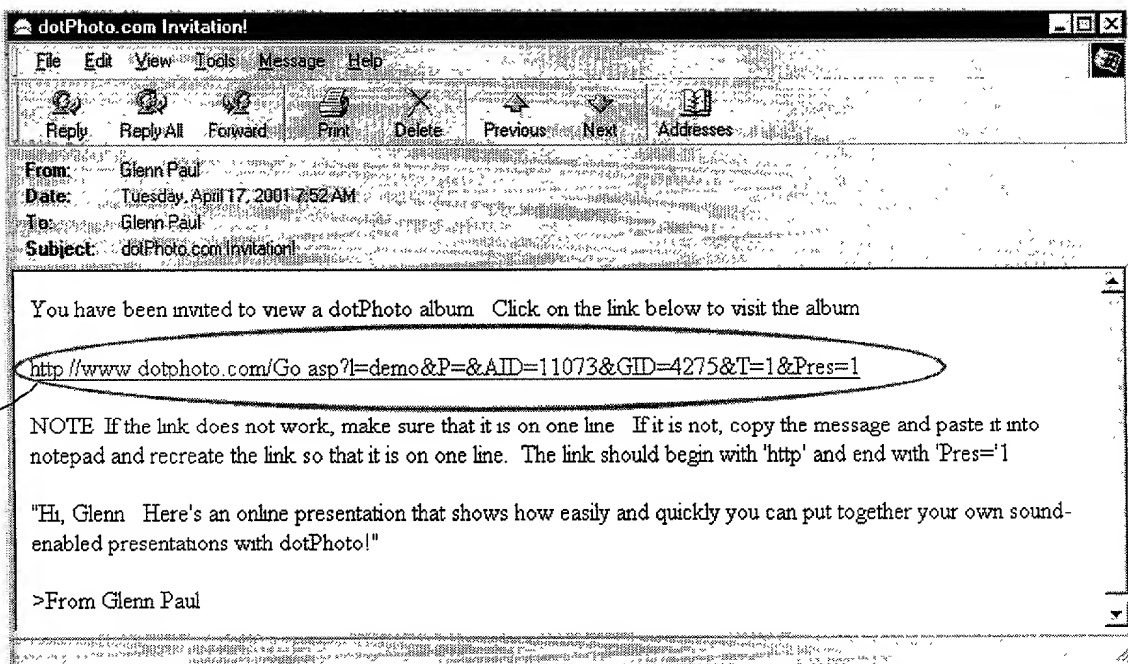 dotPhoto.com Invitation!
File Edit View Tools Message Help
Reply Reply All Forward Print Delete Previous Next Addresses
From: Glenn Paul
Date: Tuesday, April 17, 2001 7:52 AM
To: Glenn Paul
Subject: dotPhoto.com Invitation!
You have been invited to view a dotPhoto album Click on the link below to visit the album
http //www dotphoto.com/Go asp?l=demo&P=&AID=11073&GID=4275&T=1&Pres=1
NOTE If the link does not work, make sure that it is on one line If it is not, copy the message and paste it into
notepad and recreate the link so that it is on one line. The link should begin with 'http' and end with 'Pres='1
"Hi, Glenn Here's an online presentation that shows how easily and quickly you can put together your own sound-
enabled presentations with dotPhoto!"
>From Glenn Paul